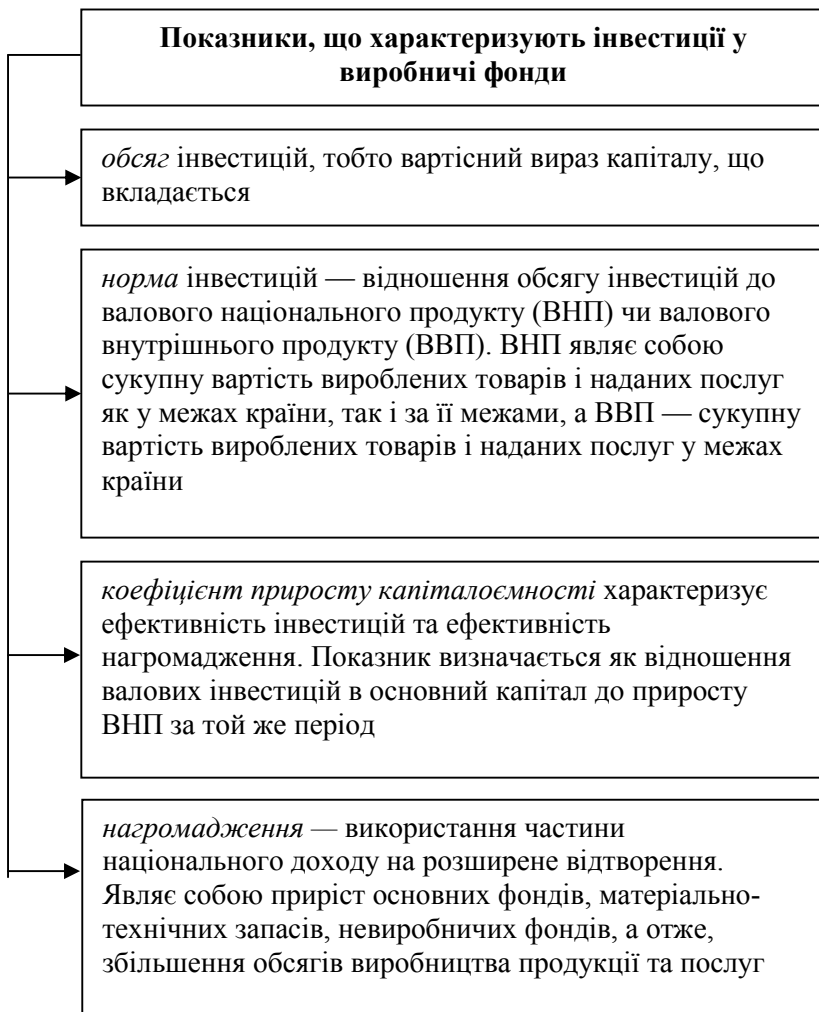 Показники, що характеризують інвестиції у
виробничі фонди
обсяг інвестицій, тобто вартісний вираз капіталу, що
вкладається
норма інвестицій — відношення обсягу інвестицій до
валового національного продукту (ВНП) чи валового
внутрішнього продукту (ВВП). ВНП являє собою
сукупну вартість вироблених товарів і наданих послуг
як у межах країни, так і за її межами, а ВВП — сукупну
вартість вироблених товарів і наданих послуг у межах
країни
коефіцієнт приросту капіталоємності характеризує
ефективність інвестицій та ефективність
нагромадження. Показник визначається як відношення
валових інвестицій в основний капітал до приросту
ВНП за той же період
нагромадження — використання частини
національного доходу на розширене відтворення.
Являє собою приріст основних фондів, матеріально-
технічних запасів, невиробничих фондів, а отже,
збільшення обсягів виробництва продукції та послуг